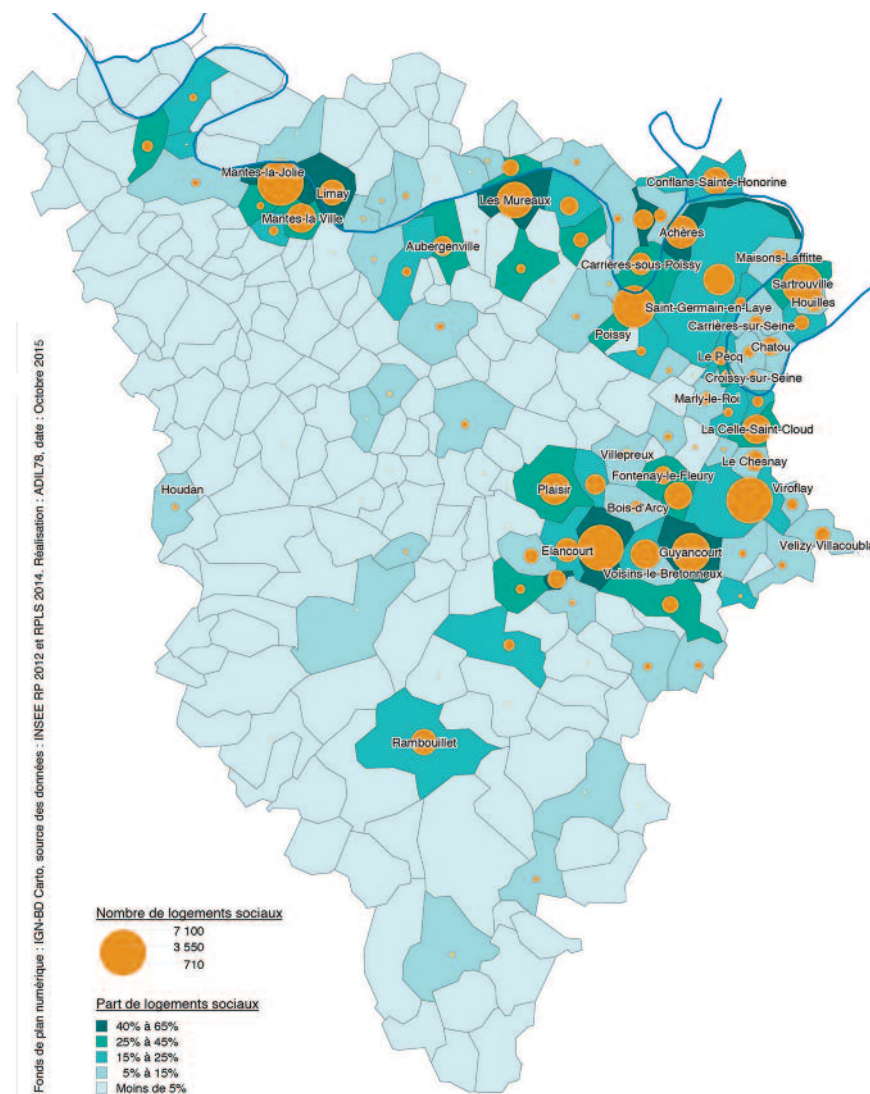 Mantes-la-Jolie
Limay
Mantes-la-Ville
Les Mureaux
Aubergenville
Conflans-Sainte-Honorine
Achères
Carrières-sous-Poissy
Maisons-Laffitte
Sartrouville
Houilles
Saint-Germain-en-Laye
Carrières-sur-Seine
Poissy
Chatou
Le Pecq
Croissy-sur-Seine
Marly-le-Roi
La Celle-Saint-Cloud
Villepreux
Le Chesnay
Fontenay-le-Fleury
Plaisir
Viroflay
Houdan
Bois-d'Arcy
Velizy-Villacoubla
Elancourt
Guyancourt
Voisins-le-Bretonneux
Rambouillet
Fonds de plan numérique : IGN-BD Carto, source des données : INSEE RP 2012 et RPLS 2014. Réalisation : ADIL78, date : Octobre 2015
Nombre de logements sociaux
7 100
3 550
710
Part de logements sociaux
40% à 65%
25% à 45%
15% à 25%
5% à 15%
Moins de 5%